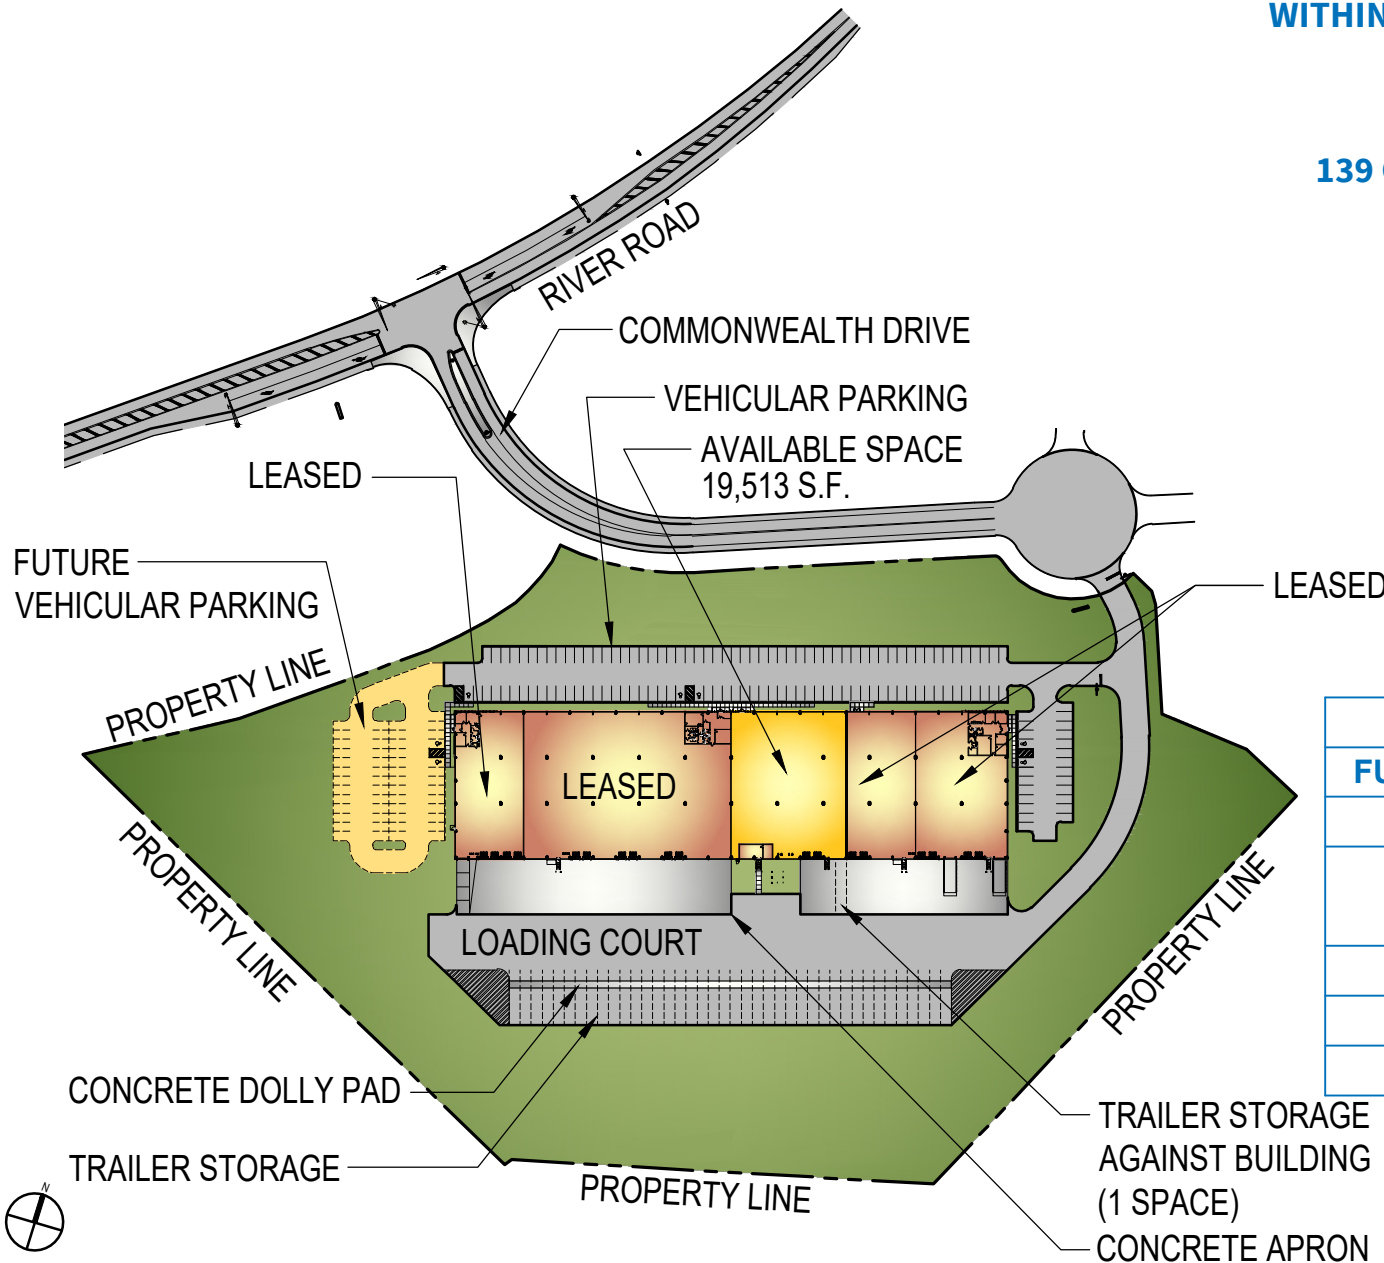 WITHIN
139
RIVER ROAD
COMMONWEALTH DRIVE
VEHICULAR PARKING
AVAILABLE SPACE
19,513 S.F.
LEASED
FUTURE
VEHICULAR PARKING
LEASED
PROPERTY LINE
LEASED
PROPERTY LINE
PROPERTY LINE
LOADING COURT
CONCRETE DOLLY PAD
TRAILER STORAGE
PROPERTY LINE
TRAILER STORAGE
AGAINST BUILDING
(1 SPACE)
CONCRETE APRON
N